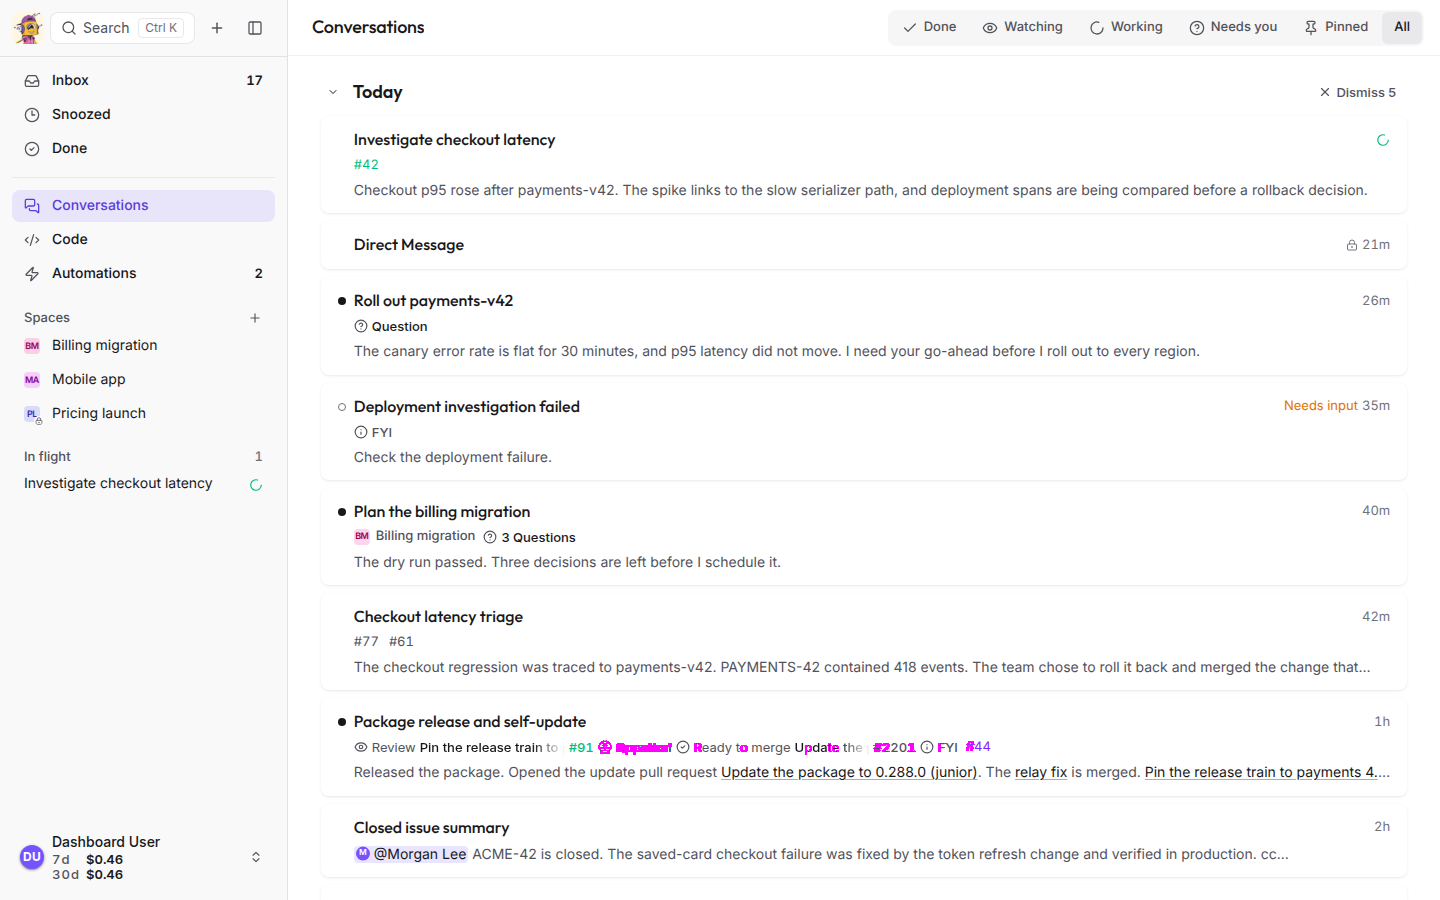 Search Ctrl K
Inbox 17
Snoozed
Done
Conversations
Code
Automations 2
Spaces
BM Billing migration
MA Mobile app
PL Pricing launch
In flight 1
Investigate checkout latency
DU Dashboard User
7d $0.46
30d $0.46
Conversations
Done Watching Working Needs you Pinned All
Today Dismiss 5
Investigate checkout latency
#42
Checkout p95 rose after payments-v42. The spike links to the slow serializer path, and deployment spans are being compared before a rollback decision.
Direct Message 21m
Roll out payments-v42 26m
Question
The canary error rate is flat for 30 minutes, and p95 latency did not move. I need your go-ahead before I roll out to every region.
Deployment investigation failed Needs input 35m
FYI
Check the deployment failure.
Plan the billing migration 40m
BM Billing migration 3 Questions
The dry run passed. Three decisions are left before I schedule it.
Checkout latency triage 42m
#77 #61
The checkout regression was traced to payments-v42. PAYMENTS-42 contained 418 events. The team chose to roll it back and merged the change that...
Package release and self-update 1h
Review Pin the release train to #91 Ready to merge Update the FYI #44
Released the package. Opened the update pull request Update the package to 0.288.0 (junior). The relay fix is merged. Pin the release train to payments 4....
Closed issue summary 2h
M @Morgan Lee ACME-42 is closed. The saved-card checkout failure was fixed by the token refresh change and verified in production. cc...